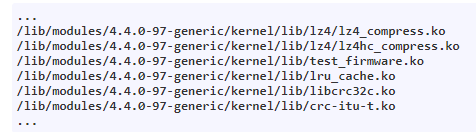 ...
/lib/modules/4.4.0-97-generic/kernel/lib/lz4/lz4_compress.ko
/lib/modules/4.4.0-97-generic/kernel/lib/lz4/lz4hc_compress.ko
/lib/modules/4.4.0-97-generic/kernel/lib/test_firmware.ko
/lib/modules/4.4.0-97-generic/kernel/lib/lru_cache.ko
/lib/modules/4.4.0-97-generic/kernel/lib/libcrc32c.ko
/lib/modules/4.4.0-97-generic/kernel/lib/crc-itu-t.ko
...